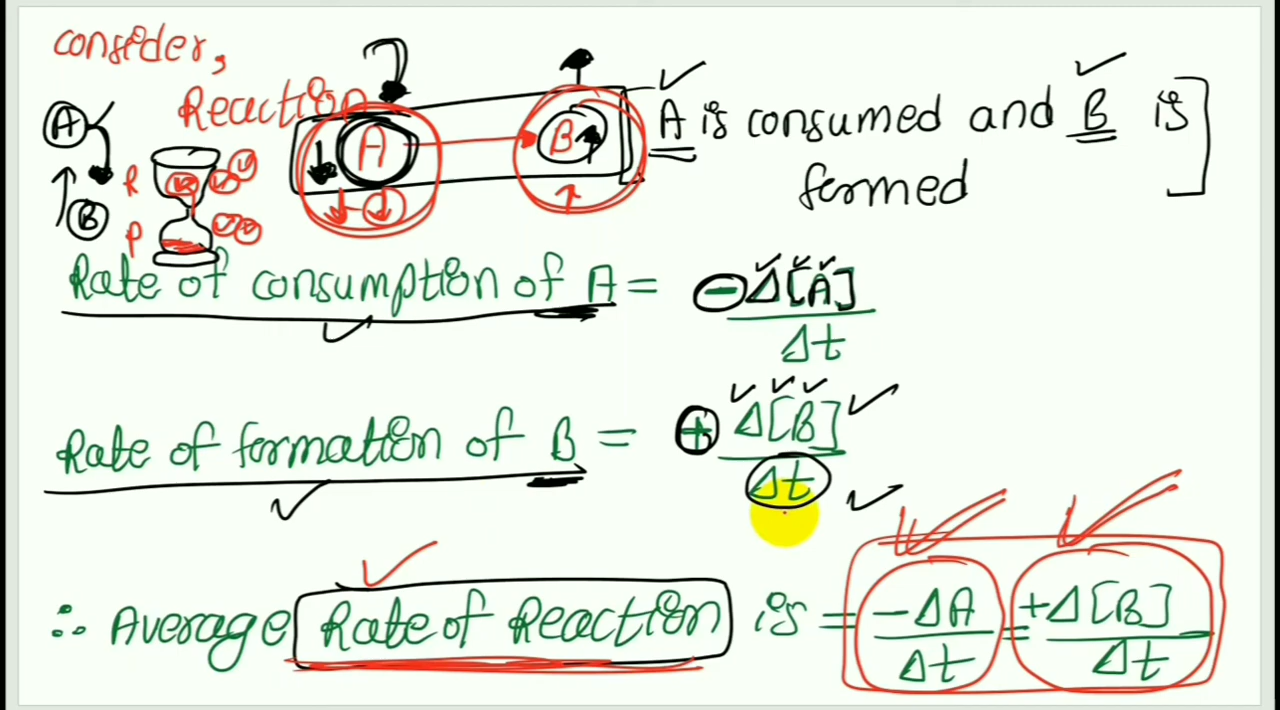 consider,
Reaction A → B A is consumed and B is
formed
A
R
B
P
Rate of consumption of A = - Δ[A]
Δt
Rate of formation of B = + Δ[B]
Δt
∴ Average Rate of Reaction is = -ΔA = +Δ[B]
Δt Δt